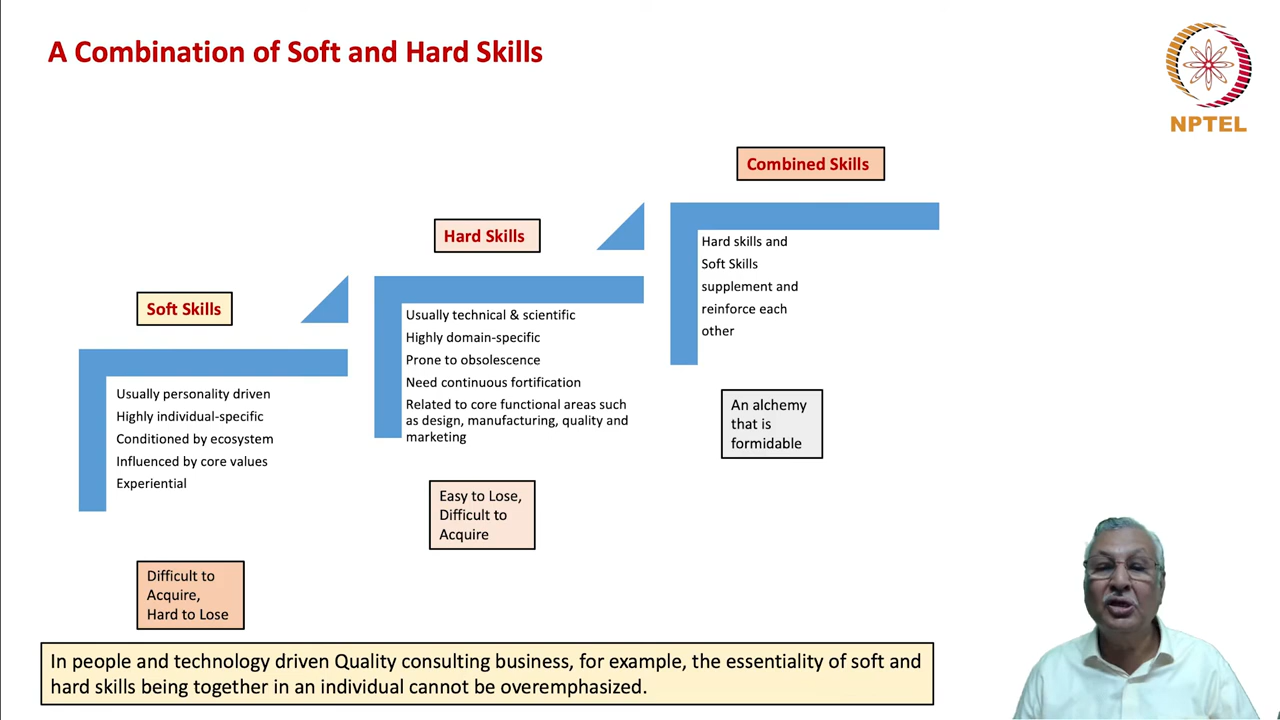 A Combination of Soft and Hard Skills
NPTEL
Combined Skills
Hard skills and
Soft Skills
supplement and
reinforce each
other
An alchemy
that is
formidable
Hard Skills
Usually technical & scientific
Highly domain-specific
Prone to obsolescence
Need continuous fortification
Related to core functional areas such
as design, manufacturing, quality and
marketing
Easy to Lose,
Difficult to
Acquire
Soft Skills
Usually personality driven
Highly individual-specific
Conditioned by ecosystem
Influenced by core values
Experiential
Difficult to
Acquire,
Hard to Lose
In people and technology driven Quality consulting business, for example, the essentiality of soft and
hard skills being together in an individual cannot be overemphasized.